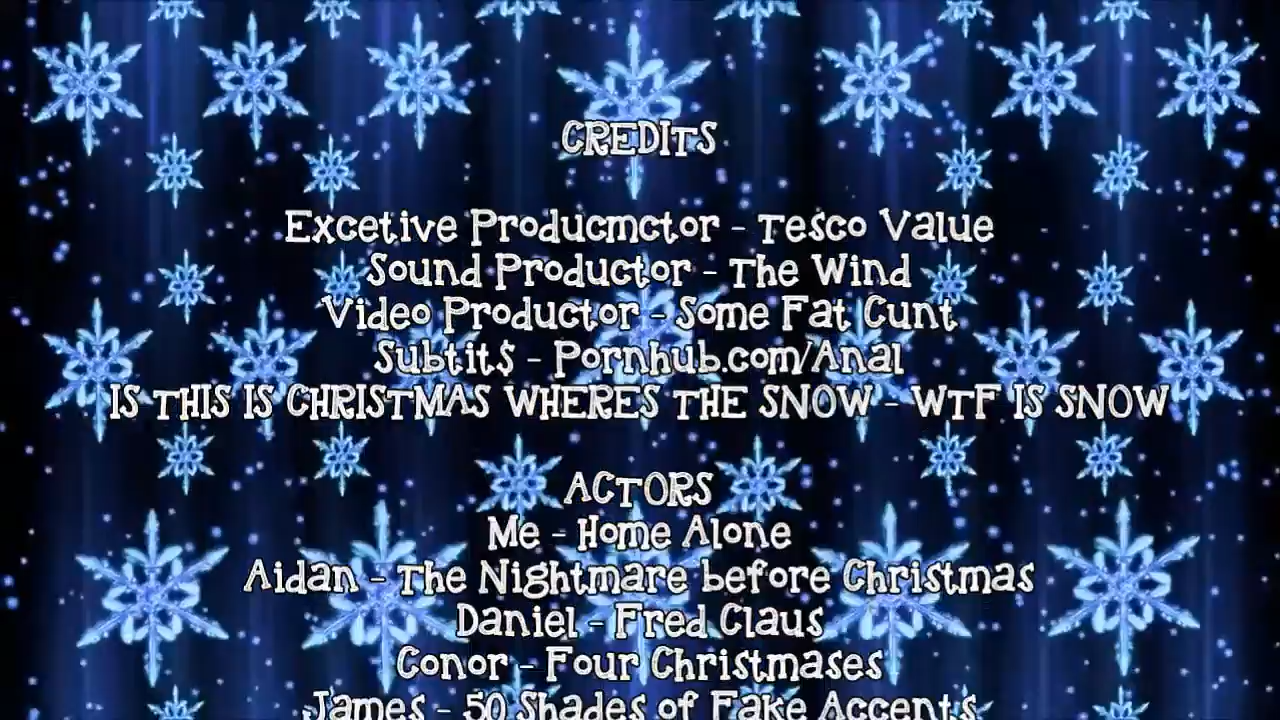 CREDITS
Excetive Producmctor - Tesco Value
Sound Productor - The Wind
Video Productor - Some Fat Cunt
Subtit$ - Pornhub.com/Anal
IS THIS IS CHRISTMAS WHERES THE SNOW - WTF IS SNOW
ACTORS
Me - Home Alone
Aidan - The Nightmare before Christmas
Daniel - Fred Claus
Conor - Four Christmases
James - 50 Shades of Fake Accents